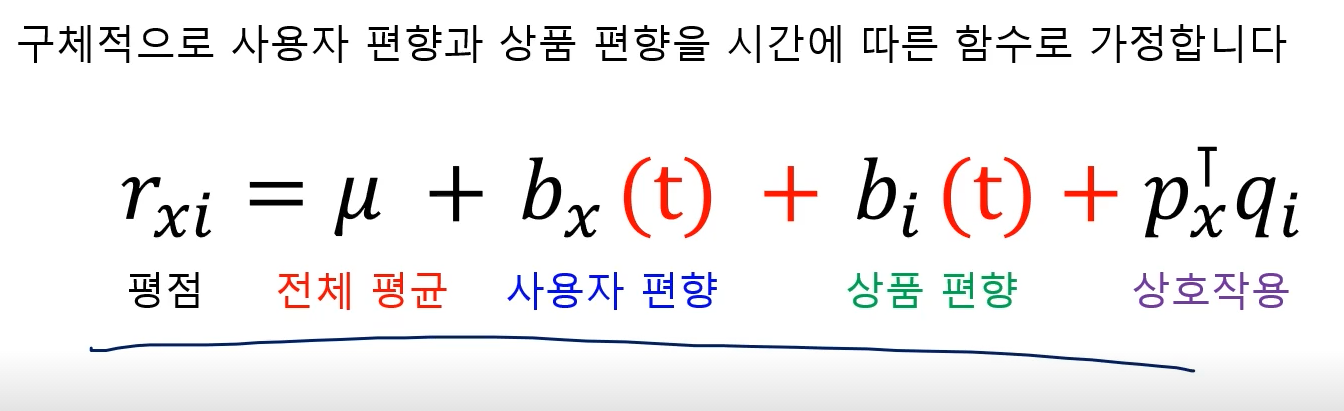 구체적으로 사용자 편향과 상품 편향을 시간에 따른 함수로 가정합니다
r_{xi} = μ + b_x (t) + b_i (t) + p_x^⊤ q_i
평점 전체 평균 사용자 편향 상품 편향 상호작용